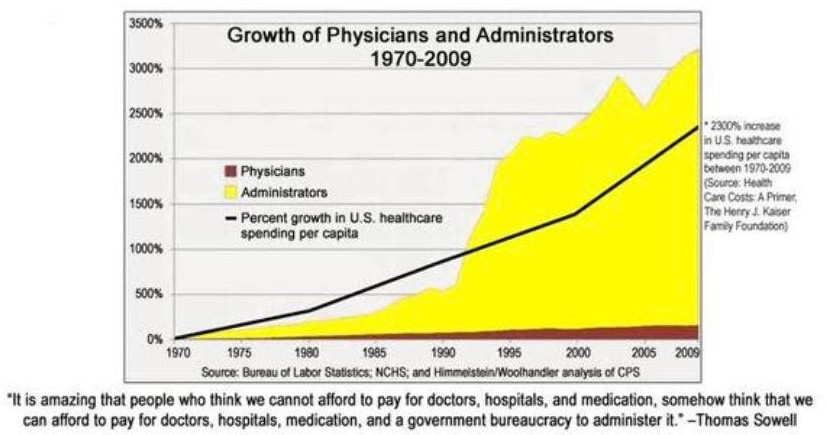 Growth of Physicians and Administrators
1970-2009
3500%
3000%
2500%
2000%
1500%
1000%
500%
0%
Physicians
Administrators
Percent growth in U.S. healthcare
spending per capita
* 2300% increase
in U.S. healthcare
spending per capita
between 1970-2009
(Source: Health
Care Costs: A Primer,
The Henry J. Kaiser
Family Foundation)
1970 1975 1980 1985 1990 1995 2000 2005 2009
Source: Bureau of Labor Statistics; NCHS; and Himmelstein/Woolhandler analysis of CPS
"It is amazing that people who think we cannot afford to pay for doctors, hospitals, and medication, somehow think that we
can afford to pay for doctors, hospitals, medication, and a government bureaucracy to administer it." –Thomas Sowell